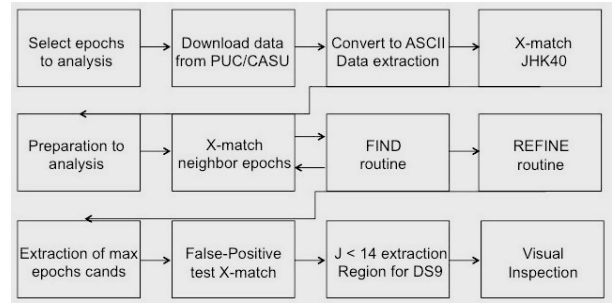 Select epochs
to analysis
Download data
from PUC/CASU
Convert to ASCII
Data extraction
X-match
JHK40
Preparation to
analysis
X-match
neighbor epochs
FIND
routine
REFINE
routine
Extraction of max
epochs cands
False-Positive
test X-match
J < 14 extraction
Region for DS9
Visual
Inspection